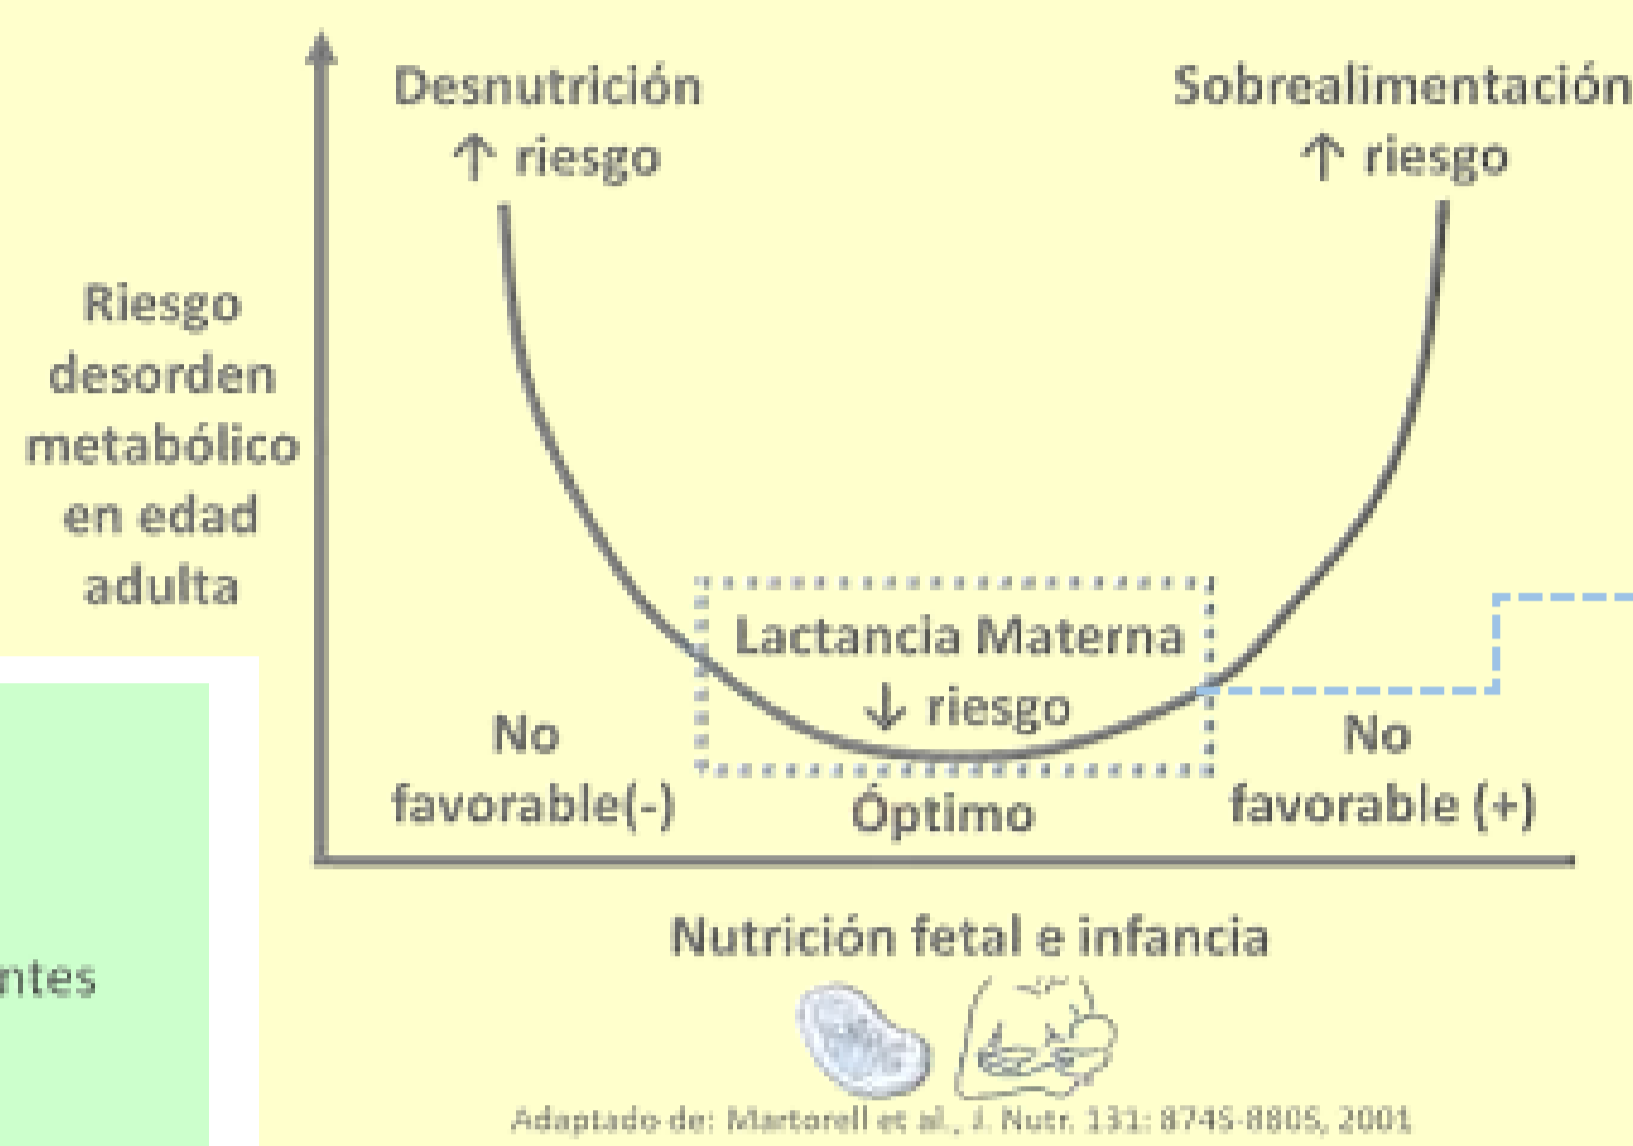 Desnutrición
↑ riesgo
Sobrealimentación
↑ riesgo
Riesgo
desorden
metabólico
en edad
adulta
Lactancia Materna
↓ riesgo
No
favorable(-)
Óptimo
No
favorable (+)
Nutrición fetal e infancia
ntes
Adaptado de: Martorell et al., J. Nutr. 131: 874S-880S, 2001